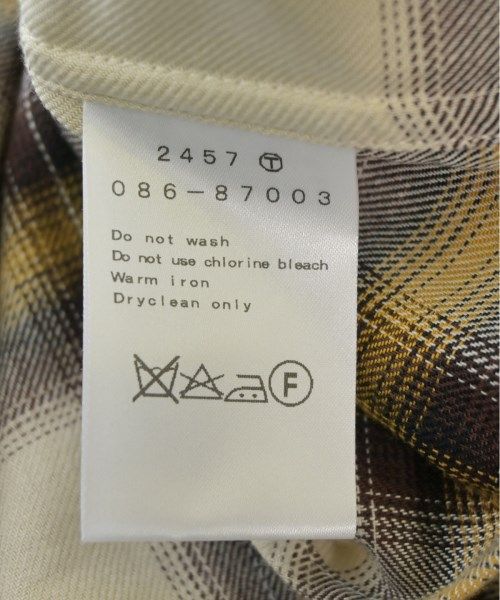 2457 Ⓣ
086-87003
Do not wash
Do not use chlorine bleach
Warm iron
Dryclean only
F